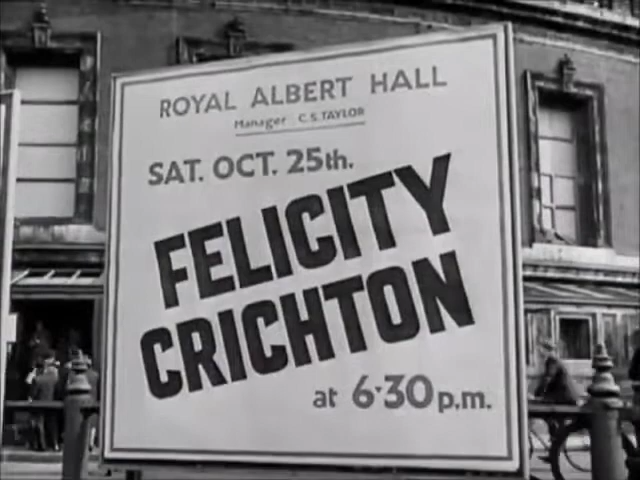 ROYAL ALBERT HALL
Manager C.S. TAYLOR
SAT. OCT. 25th.
FELICITY
CRICHTON
at 6·30 p.m.